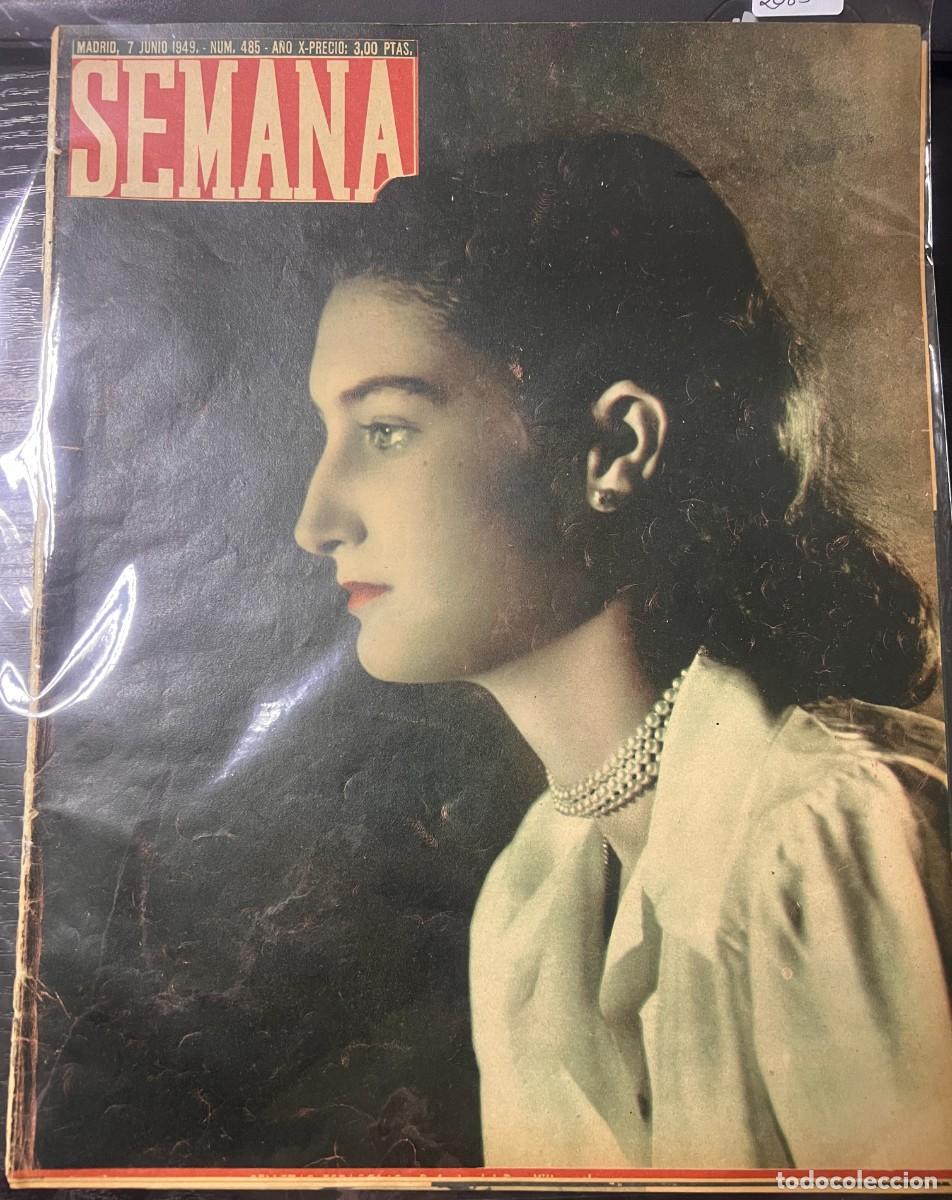 MADRID, 7 JUNIO 1949. - NUM. 485 - AÑO X-PRECIO: 3,00 PTAS.
SEMANA
todocoleccion